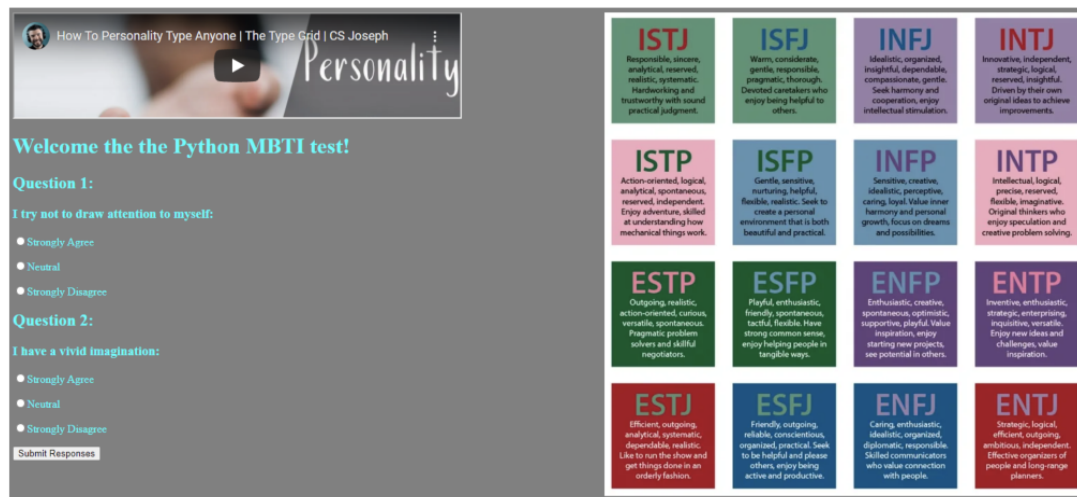 How To Personality Type Anyone | The Type Grid | CS Joseph
Personality
Welcome the the Python MBTI test!
Question 1:
I try not to draw attention to myself:
Strongly Agree
Neutral
Strongly Disagree
Question 2:
I have a vivid imagination:
Strongly Agree
Neutral
Strongly Disagree
Submit Responses
ISTJ
Responsible, sincere,
analytical, reserved,
realistic, systematic.
Hardworking and
trustworthy with sound
practical judgment.
ISFJ
Warm, considerate,
gentle, responsible,
pragmatic, thorough.
Devoted caretakers who
enjoy being helpful to
others.
INFJ
Idealistic, organized,
insightful, dependable,
compassionate, gentle.
Seek harmony and
cooperation, enjoy
intellectual stimulation.
INTJ
Innovative, independent,
strategic, logical,
reserved, insightful.
Driven by their own
original ideas to achieve
improvements.
ISTP
Action-oriented, logical,
analytical, spontaneous,
reserved, independent.
Enjoy adventure, skilled
at understanding how
mechanical things work.
ISFP
Gentle, sensitive,
nurturing, helpful,
flexible, realistic. Seek to
create a personal
environment that is both
beautiful and practical.
INFP
Sensitive, creative,
idealistic, perceptive,
caring, loyal. Value inner
harmony and personal
growth, focus on dreams
and possibilities.
INTP
Intellectual, logical,
precise, reserved,
flexible, imaginative.
Original thinkers who
enjoy speculation and
creative problem solving.
ESTP
Outgoing, realistic,
action-oriented, curious,
versatile, spontaneous.
Pragmatic problem
solvers and skillful
negotiators.
ESFP
Playful, enthusiastic,
friendly, spontaneous,
tactful, flexible. Have
strong common sense,
enjoy helping people in
tangible ways.
ENFP
Enthusiastic, creative,
spontaneous, optimistic,
supportive, playful. Value
inspiration, enjoy
starting new projects,
see potential in others.
ENTP
Inventive, enthusiastic,
strategic, enterprising,
inquisitive, versatile.
Enjoy new ideas and
challenges, value
inspiration.
ESTJ
Efficient, outgoing,
analytical, systematic,
dependable, realistic.
Like to run the show and
get things done in an
orderly fashion.
ESFJ
Friendly, outgoing,
reliable, conscientious,
organized, practical. Seek
to be helpful and please
others, enjoy being
active and productive.
ENFJ
Caring, enthusiastic,
idealistic, organized,
diplomatic, responsible.
Skilled communicators
who value connection
with people.
ENTJ
Strategic, logical,
efficient, outgoing,
ambitious, independent.
Effective organizers of
people and long-range
planners.